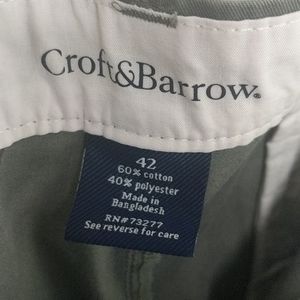 Croft&Barrow®
42
60% cotton
40% polyester
Made in
Bangladesh
RN#73277
See reverse for care